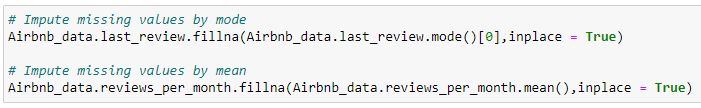 # Impute missing values by mode
Airbnb_data.last_review.fillna(Airbnb_data.last_review.mode()[0],inplace = True)
# Impute missing values by mean
Airbnb_data.reviews_per_month.fillna(Airbnb_data.reviews_per_month.mean(),inplace = True)